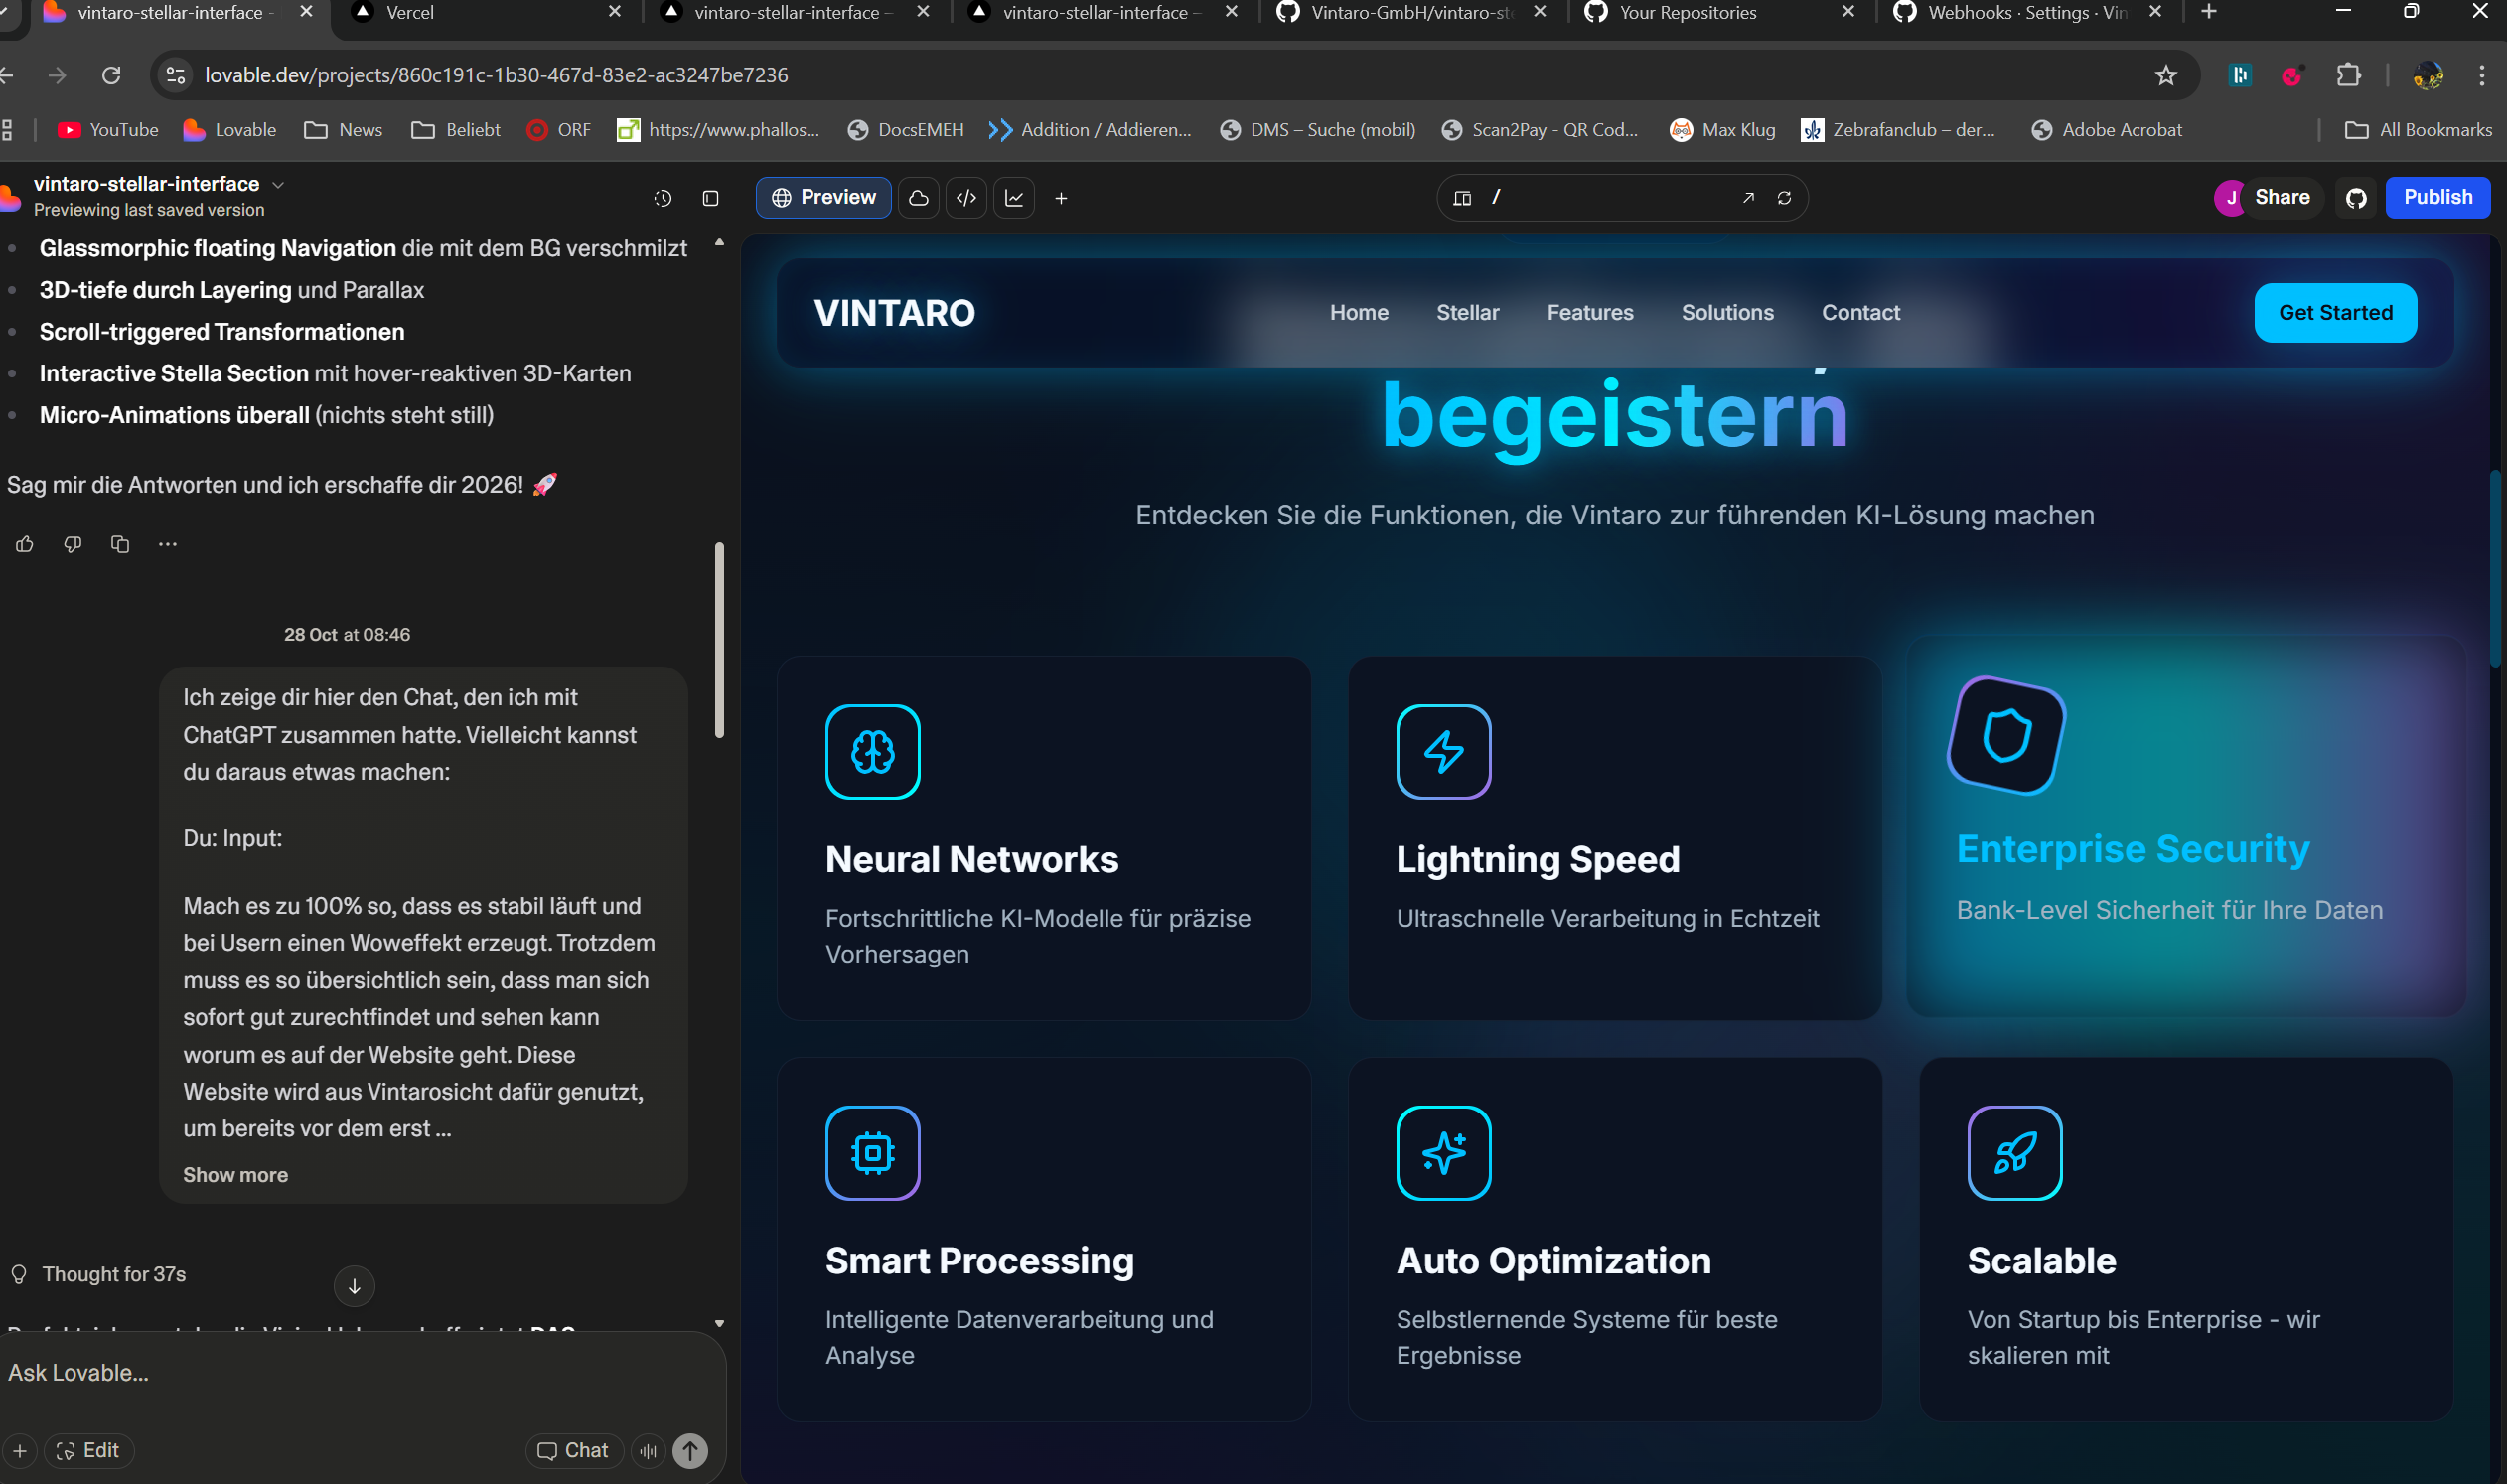 vintaro-stellar-interface -
Vercel
vintaro-stellar-interface –
vintaro-stellar-interface –
Vintaro-GmbH/vintaro-st
Your Repositories
Webhooks · Settings · Vin
lovable.dev/projects/860c191c-1b30-467d-83e2-ac3247be7236
YouTube
Lovable
News
Beliebt
ORF
https://www.phallos...
DocsEMEH
Addition / Addieren...
DMS – Suche (mobil)
Scan2Pay - QR Cod...
Max Klug
Zebrafanclub – der...
Adobe Acrobat
All Bookmarks
vintaro-stellar-interface
Previewing last saved version
Preview
/
J
Share
Publish
Glassmorphic floating Navigation die mit dem BG verschmilzt
3D-tiefe durch Layering und Parallax
Scroll-triggered Transformationen
Interactive Stella Section mit hover-reaktiven 3D-Karten
Micro-Animations überall (nichts steht still)
Sag mir die Antworten und ich erschaffe dir 2026! 🚀
28 Oct at 08:46
Ich zeige dir hier den Chat, den ich mit
ChatGPT zusammen hatte. Vielleicht kannst
du daraus etwas machen:
Du: Input:
Mach es zu 100% so, dass es stabil läuft und
bei Usern einen Woweffekt erzeugt. Trotzdem
muss es so übersichtlich sein, dass man sich
sofort gut zurechtfindet und sehen kann
worum es auf der Website geht. Diese
Website wird aus Vintarosicht dafür genutzt,
um bereits vor dem erst ...
Show more
Thought for 37s
Ask Lovable...
Edit
Chat
VINTARO
Home
Stellar
Features
Solutions
Contact
Get Started
begeistern
Entdecken Sie die Funktionen, die Vintaro zur führenden KI-Lösung machen
Neural Networks
Fortschrittliche KI-Modelle für präzise
Vorhersagen
Lightning Speed
Ultraschnelle Verarbeitung in Echtzeit
Enterprise Security
Bank-Level Sicherheit für Ihre Daten
Smart Processing
Intelligente Datenverarbeitung und
Analyse
Auto Optimization
Selbstlernende Systeme für beste
Ergebnisse
Scalable
Von Startup bis Enterprise - wir
skalieren mit